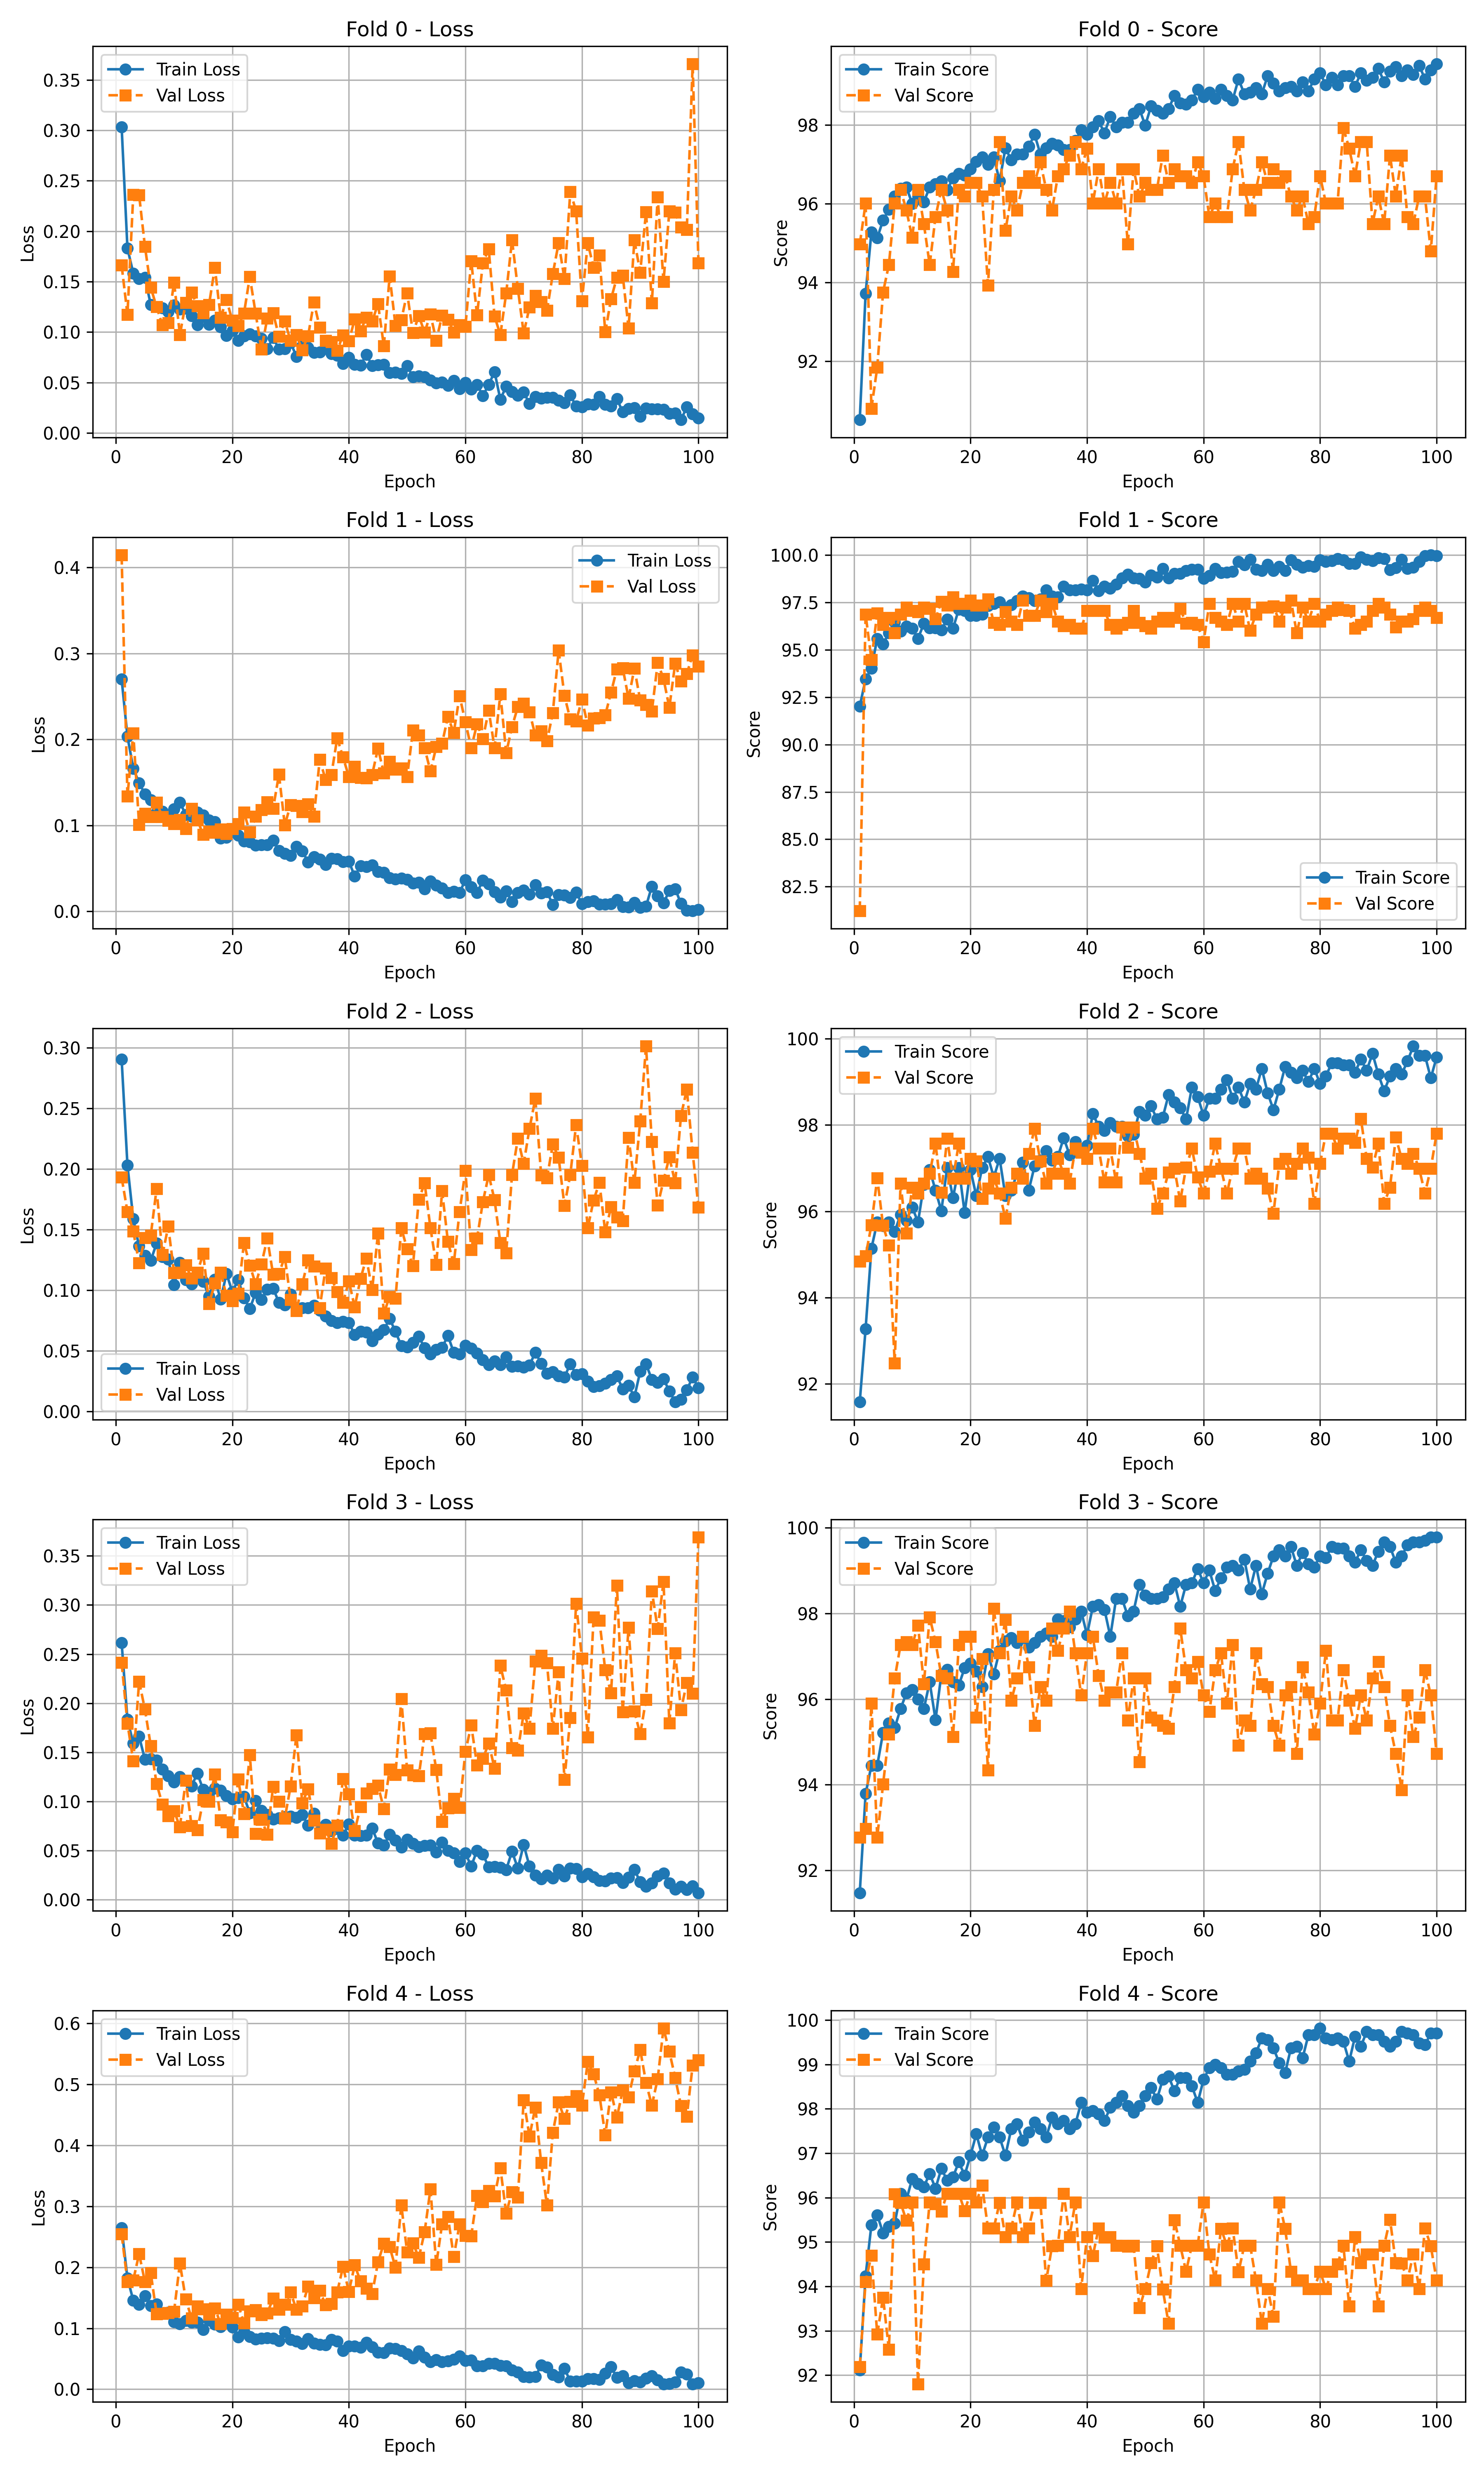 Fold 0 - Loss
Train Loss
Val Loss
0.35
0.30
0.25
0.20
0.15
0.10
0.05
0.00
Loss
0 20 40 60 80 100
Epoch
Fold 0 - Score
Train Score
Val Score
98
96
94
92
Score
0 20 40 60 80 100
Epoch
Fold 1 - Loss
Train Loss
Val Loss
0.4
0.3
0.2
0.1
0.0
Loss
0 20 40 60 80 100
Epoch
Fold 1 - Score
100.0
97.5
95.0
92.5
90.0
87.5
85.0
82.5
Score
Train Score
Val Score
0 20 40 60 80 100
Epoch
Fold 2 - Loss
0.30
0.25
0.20
0.15
0.10
0.05
0.00
Loss
Train Loss
Val Loss
0 20 40 60 80 100
Epoch
Fold 2 - Score
Train Score
Val Score
100
98
96
94
92
Score
0 20 40 60 80 100
Epoch
Fold 3 - Loss
Train Loss
Val Loss
0.35
0.30
0.25
0.20
0.15
0.10
0.05
0.00
Loss
0 20 40 60 80 100
Epoch
Fold 3 - Score
Train Score
Val Score
100
98
96
94
92
Score
0 20 40 60 80 100
Epoch
Fold 4 - Loss
Train Loss
Val Loss
0.6
0.5
0.4
0.3
0.2
0.1
0.0
Loss
0 20 40 60 80 100
Epoch
Fold 4 - Score
Train Score
Val Score
100
99
98
97
96
95
94
93
92
Score
0 20 40 60 80 100
Epoch